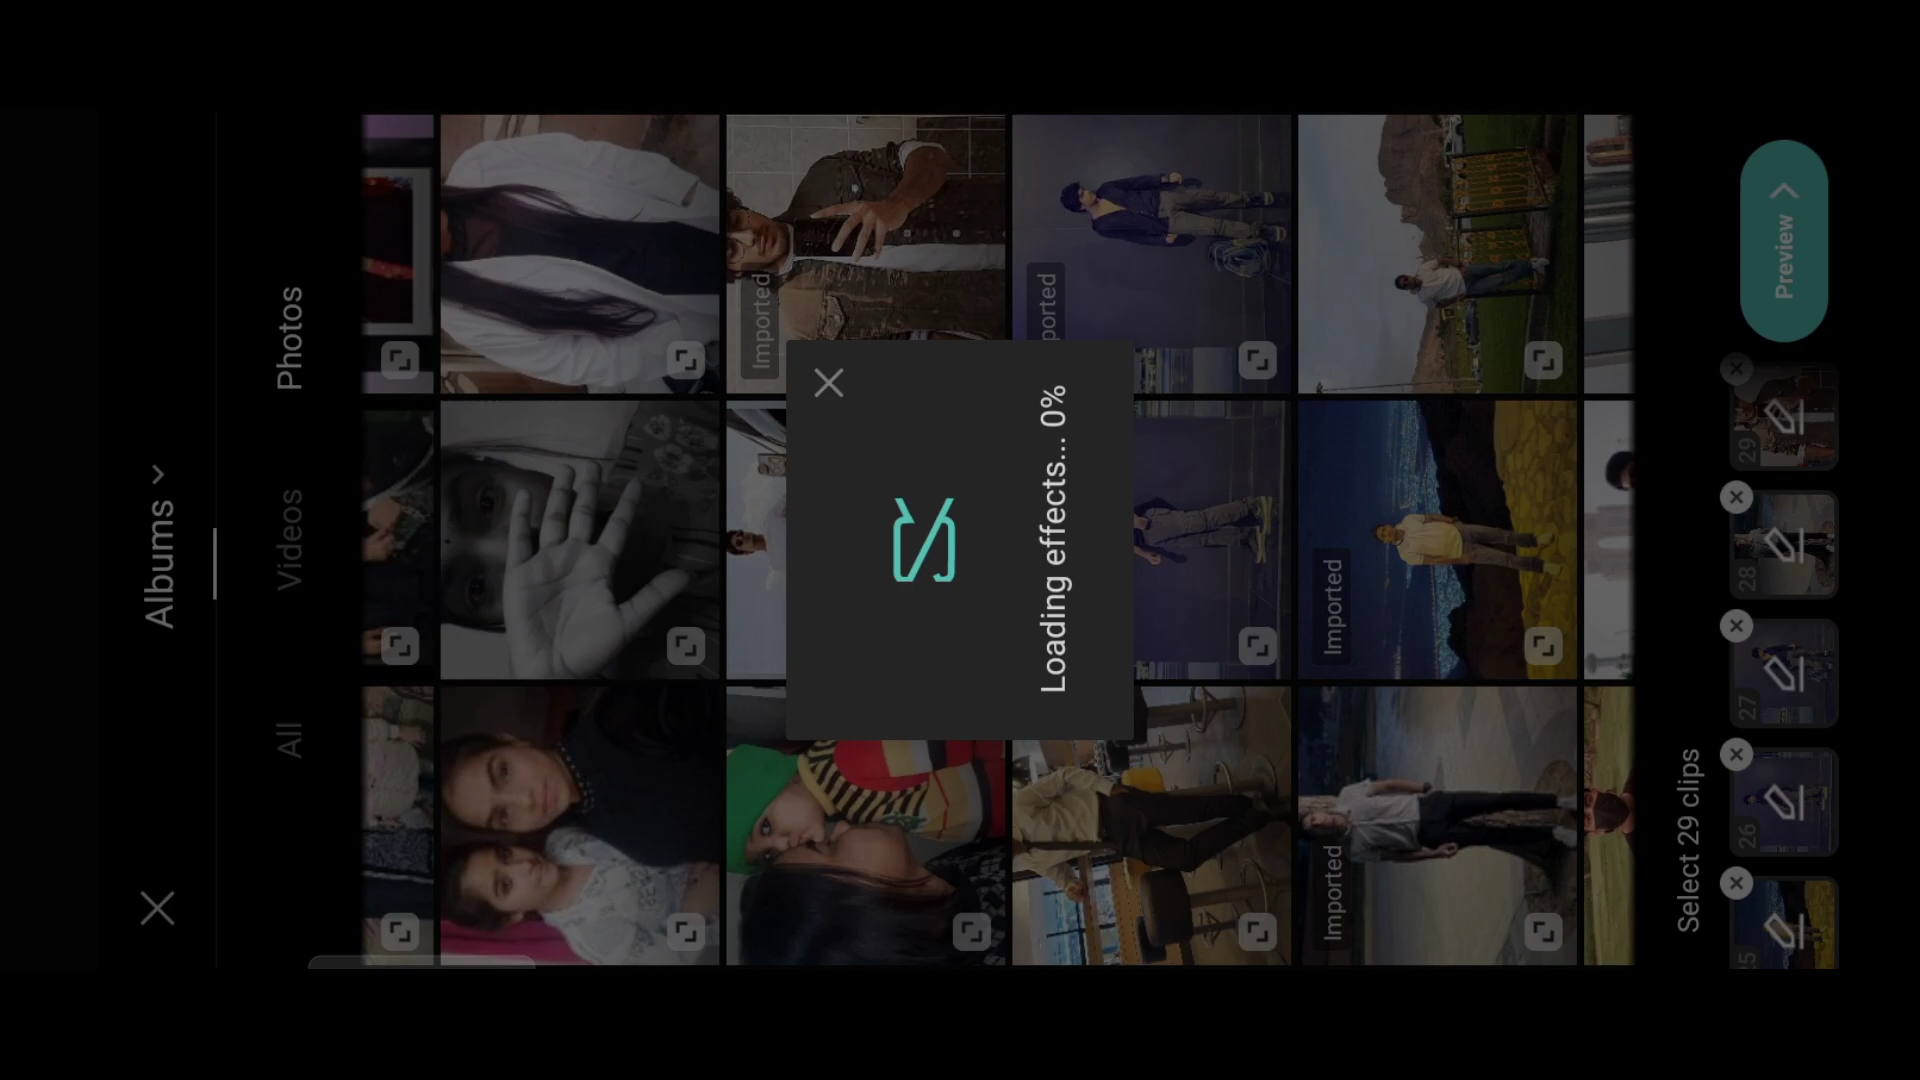 Albums
All
Videos
Photos
Imported
ported
Imported
Imported
Loading effects... 0%
Select 29 clips
Preview
5
26
27
28
29